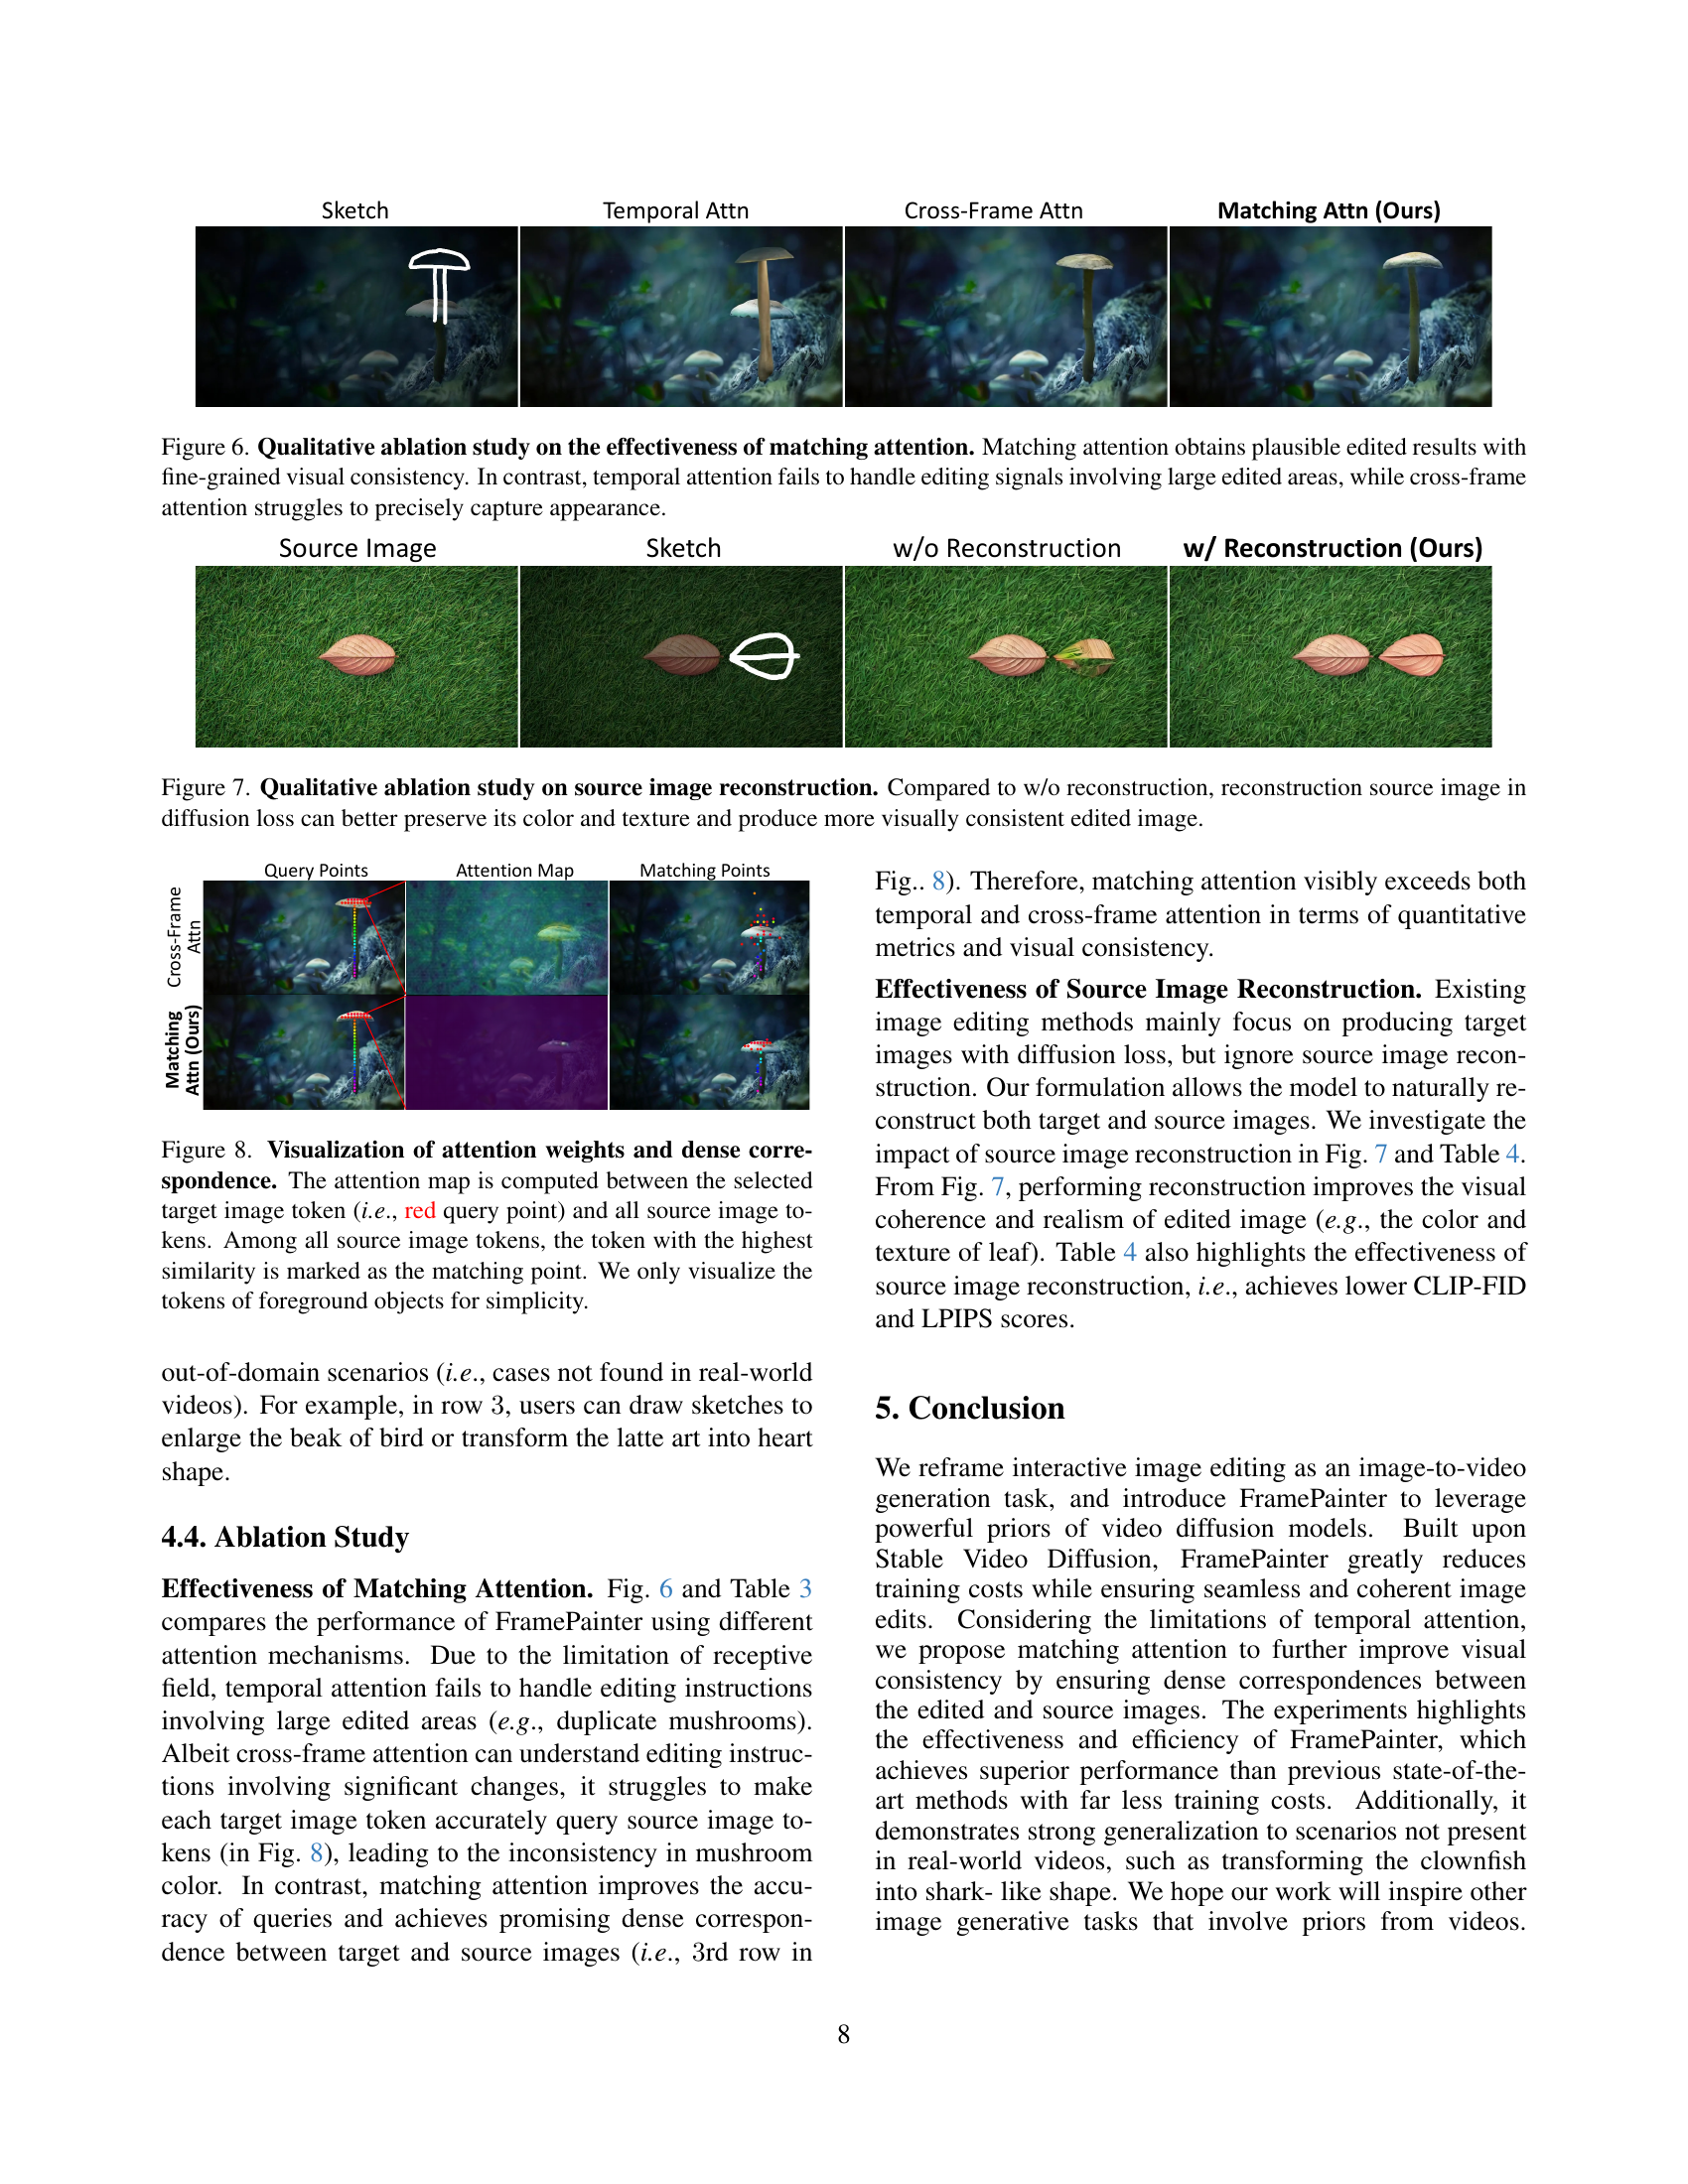 Sketch
Temporal Attn
Cross-Frame Attn
Matching Attn (Ours)
Figure 6. Qualitative ablation study on the effectiveness of matching attention. Matching attention obtains plausible edited results with
fine-grained visual consistency. In contrast, temporal attention fails to handle editing signals involving large edited areas, while cross-frame
attention struggles to precisely capture appearance.
Source Image
Sketch
w/o Reconstruction
w/ Reconstruction (Ours)
Figure 7. Qualitative ablation study on source image reconstruction. Compared to w/o reconstruction, reconstruction source image in
diffusion loss can better preserve its color and texture and produce more visually consistent edited image.
Query Points
Attention Map
Matching Points
Cross-Frame
Attn
Matching
Attn (Ours)
Figure 8. Visualization of attention weights and dense corre-
spondence. The attention map is computed between the selected
target image token (i.e., red query point) and all source image to-
kens. Among all source image tokens, the token with the highest
similarity is marked as the matching point. We only visualize the
tokens of foreground objects for simplicity.
out-of-domain scenarios (i.e., cases not found in real-world
videos). For example, in row 3, users can draw sketches to
enlarge the beak of bird or transform the latte art into heart
shape.
4.4. Ablation Study
Effectiveness of Matching Attention. Fig. 6 and Table 3
compares the performance of FramePainter using different
attention mechanisms. Due to the limitation of receptive
field, temporal attention fails to handle editing instructions
involving large edited areas (e.g., duplicate mushrooms).
Albeit cross-frame attention can understand editing instruc-
tions involving significant changes, it struggles to make
each target image token accurately query source image to-
kens (in Fig. 8), leading to the inconsistency in mushroom
color. In contrast, matching attention improves the accu-
racy of queries and achieves promising dense correspon-
dence between target and source images (i.e., 3rd row in
Fig.. 8). Therefore, matching attention visibly exceeds both
temporal and cross-frame attention in terms of quantitative
metrics and visual consistency.
Effectiveness of Source Image Reconstruction. Existing
image editing methods mainly focus on producing target
images with diffusion loss, but ignore source image recon-
struction. Our formulation allows the model to naturally re-
construct both target and source images. We investigate the
impact of source image reconstruction in Fig. 7 and Table 4.
From Fig. 7, performing reconstruction improves the visual
coherence and realism of edited image (e.g., the color and
texture of leaf). Table 4 also highlights the effectiveness of
source image reconstruction, i.e., achieves lower CLIP-FID
and LPIPS scores.
5. Conclusion
We reframe interactive image editing as an image-to-video
generation task, and introduce FramePainter to leverage
powerful priors of video diffusion models. Built upon
Stable Video Diffusion, FramePainter greatly reduces
training costs while ensuring seamless and coherent image
edits. Considering the limitations of temporal attention,
we propose matching attention to further improve visual
consistency by ensuring dense correspondences between
the edited and source images. The experiments highlights
the effectiveness and efficiency of FramePainter, which
achieves superior performance than previous state-of-the-
art methods with far less training costs. Additionally, it
demonstrates strong generalization to scenarios not present
in real-world videos, such as transforming the clownfish
into shark- like shape. We hope our work will inspire other
image generative tasks that involve priors from videos.
8